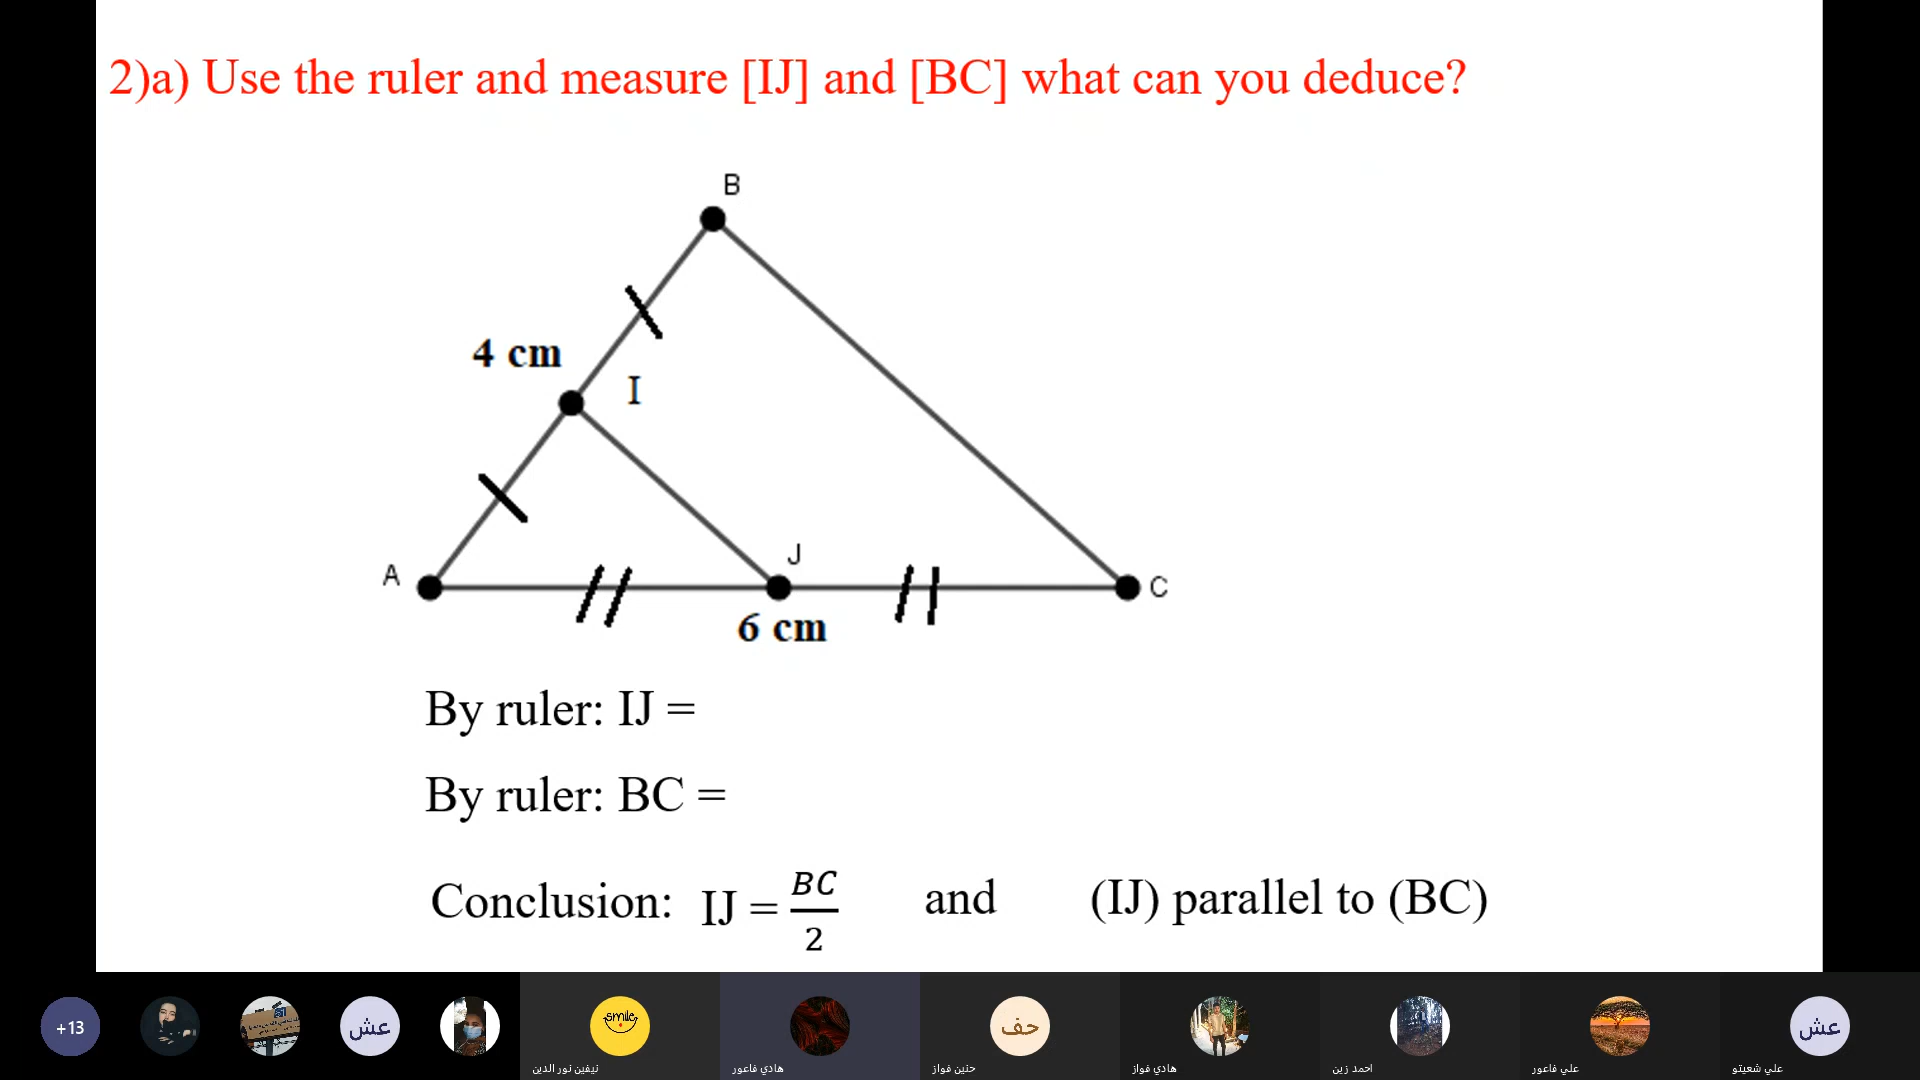 2)a) Use the ruler and measure [IJ] and [BC] what can you deduce?
B
4 cm
I
A
J
C
6 cm
By ruler: IJ =
By ruler: BC =
Conclusion: IJ = BC/2 and (IJ) parallel to (BC)
+13
عش
smile
حف
عش
نيفين نور الدين
هادي فاعور
حنين فواز
هادي فواز
احمد زين
علي فاعور
علي شعيتو